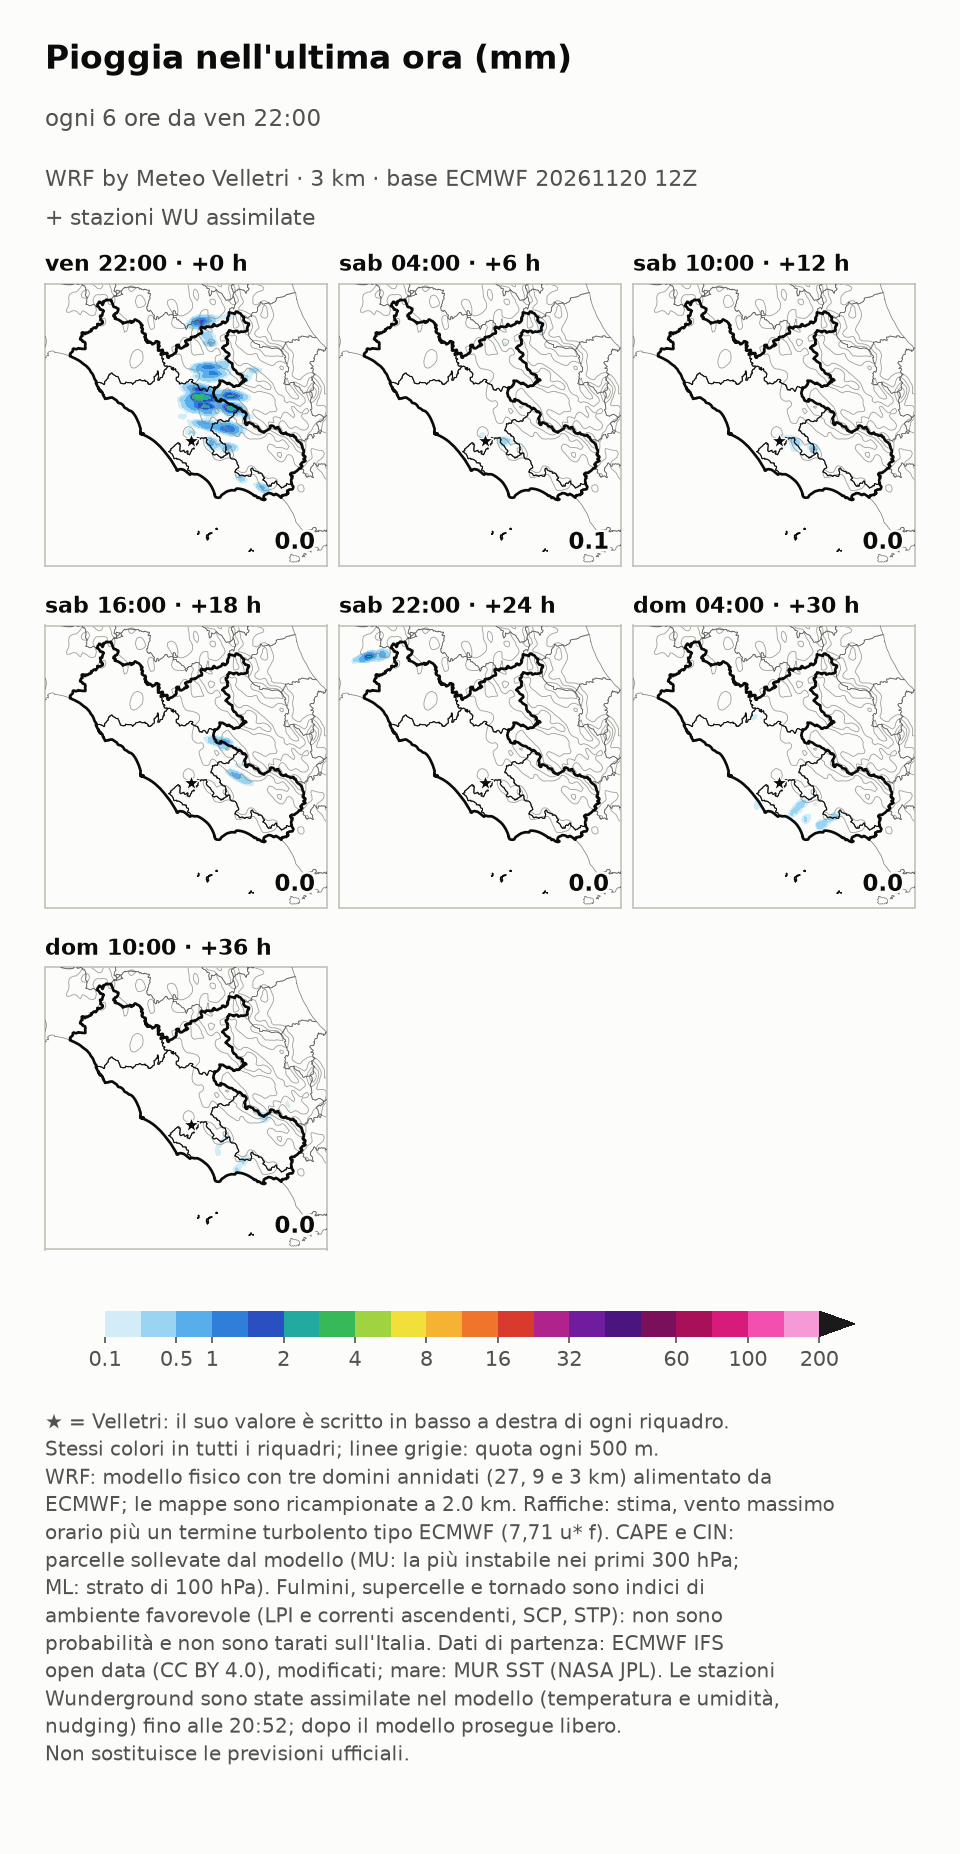 Pioggia nell'ultima ora (mm)
ogni 6 ore da ven 22:00
WRF by Meteo Velletri · 3 km · base ECMWF 20261120 12Z
+ stazioni WU assimilate
ven 22:00 · +0 h
sab 04:00 · +6 h
sab 10:00 · +12 h
0.0
0.1
0.0
sab 16:00 · +18 h
sab 22:00 · +24 h
dom 04:00 · +30 h
0.0
0.0
0.0
dom 10:00 · +36 h
0.0
0.1 0.5 1 2 4 8 16 32 60 100 200
★ = Velletri: il suo valore è scritto in basso a destra di ogni riquadro.
Stessi colori in tutti i riquadri; linee grigie: quota ogni 500 m.
WRF: modello fisico con tre domini annidati (27, 9 e 3 km) alimentato da
ECMWF; le mappe sono ricampionate a 2.0 km. Raffiche: stima, vento massimo
orario più un termine turbolento tipo ECMWF (7,71 u* f). CAPE e CIN:
parcelle sollevate dal modello (MU: la più instabile nei primi 300 hPa;
ML: strato di 100 hPa). Fulmini, supercelle e tornado sono indici di
ambiente favorevole (LPI e correnti ascendenti, SCP, STP): non sono
probabilità e non sono tarati sull'Italia. Dati di partenza: ECMWF IFS
open data (CC BY 4.0), modificati; mare: MUR SST (NASA JPL). Le stazioni
Wunderground sono state assimilate nel modello (temperatura e umidità,
nudging) fino alle 20:52; dopo il modello prosegue libero.
Non sostituisce le previsioni ufficiali.